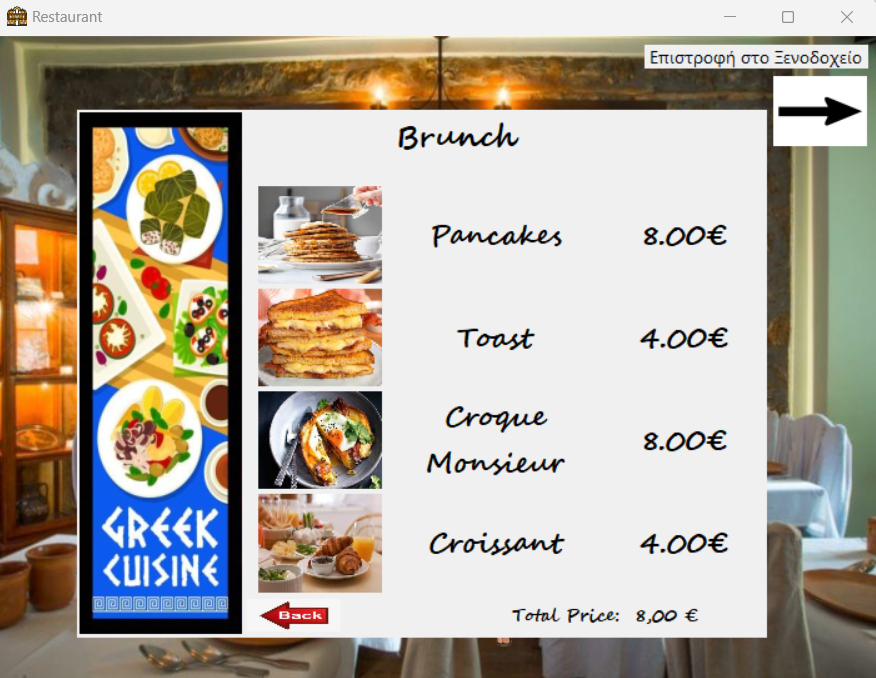 Restaurant
Επιστροφή στο Ξενοδοχείο
Brunch
Pancakes 8.00€
Toast 4.00€
Croque
Monsieur 8.00€
Croissant 4.00€
GREEK
CUISINE
Back
Total Price: 8,00 €